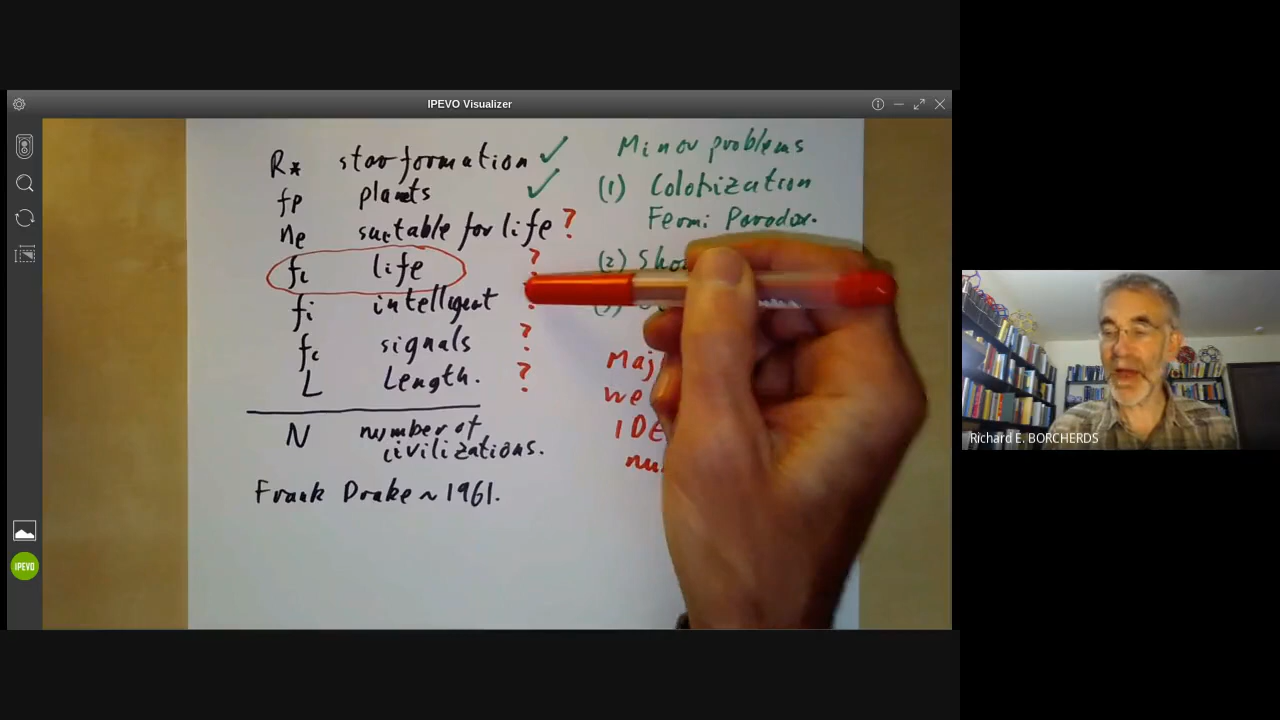 IPEVO Visualizer
R* star formation ✓
fp planets ✓
ne suitable for life ?
fl life ?
fi intelligent
fc signals ?
L Length. ?
N number of
civilizations.
Frank Drake ~ 1961.
Minor problems
(1) Colonization
Fermi Paradox.
(2)
we
Richard E. BORCHERDS
IPEVO